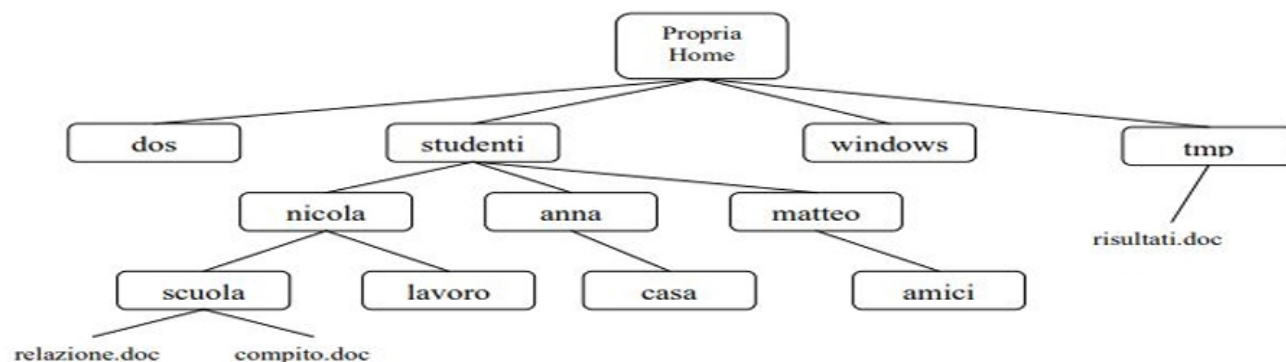 Propria
Home
dos
studenti
windows
tmp
nicola
anna
matteo
risultati.doc
scuola
lavoro
casa
amici
relazione.doc
compito.doc